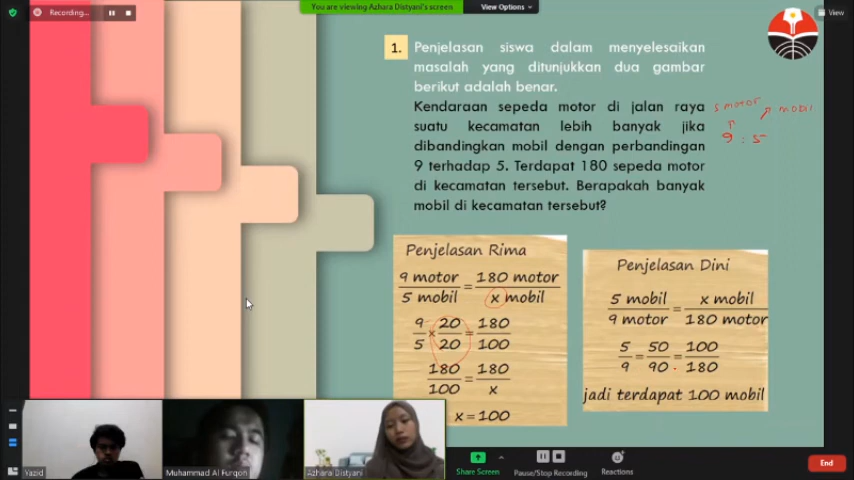 Recording...
You are viewing Azhara Distyani's screen
View Options
View
1. Penjelasan siswa dalam menyelesaikan
masalah yang ditunjukkan dua gambar
berikut adalah benar.
Kendaraan sepeda motor di jalan raya
suatu kecamatan lebih banyak jika
dibandingkan mobil dengan perbandingan
9 terhadap 5. Terdapat 180 sepeda motor
di kecamatan tersebut. Berapakah banyak
mobil di kecamatan tersebut?
s motor
mobil
9 : 5
Penjelasan Rima
9 motor / 5 mobil = 180 motor / x mobil
9/5 × 20/20 = 180/100
180/100 = 180/x
x = 100
Penjelasan Dini
5 mobil / 9 motor = x mobil / 180 motor
5/9 = 50/90 = 100/180
jadi terdapat 100 mobil
Yazid
Muhammad Al Furqon
Azhara Distyani
Share Screen
Pause/Stop Recording
Reactions
End